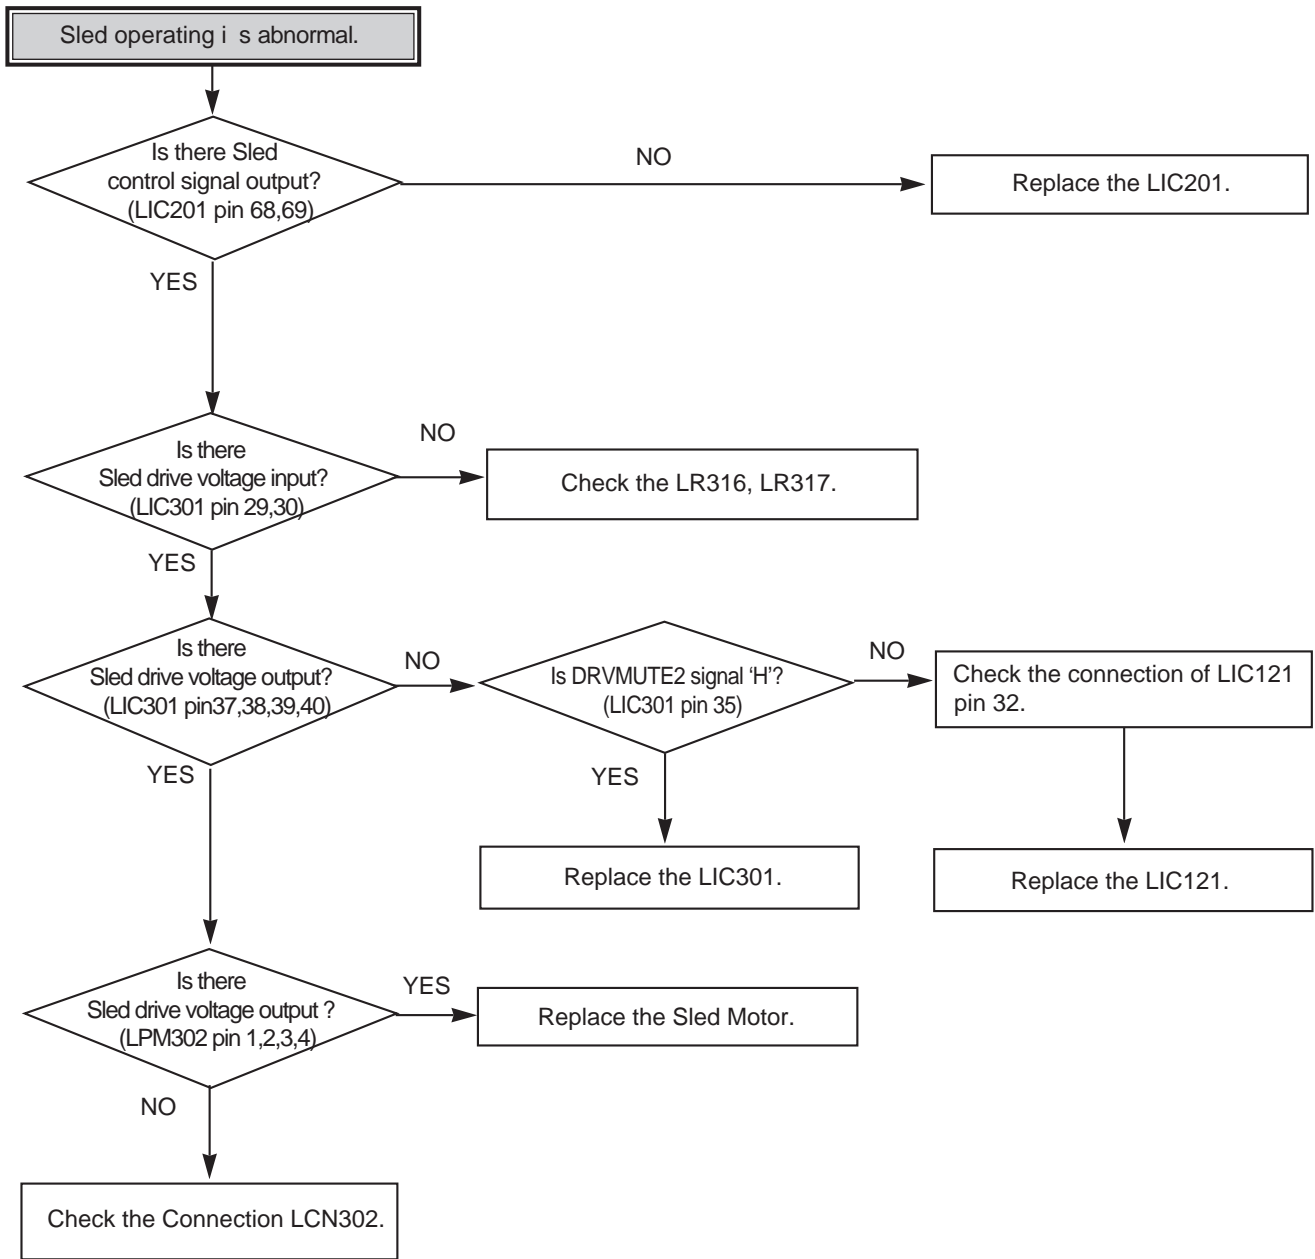 Sled operating i s abnormal.
Is there Sled
control signal output?
(LIC201 pin 68,69)
NO
Replace the LIC201.
YES
Is there
Sled drive voltage input?
(LIC301 pin 29,30)
NO
Check the LR316, LR317.
YES
Is there
Sled drive voltage output?
(LIC301 pin37,38,39,40)
NO
Is DRVMUTE2 signal ‘H’?
(LIC301 pin 35)
NO
Check the connection of LIC121
pin 32.
YES
YES
Replace the LIC301.
Replace the LIC121.
Is there
Sled drive voltage output ?
(LPM302 pin 1,2,3,4)
YES
Replace the Sled Motor.
NO
Check the Connection LCN302.